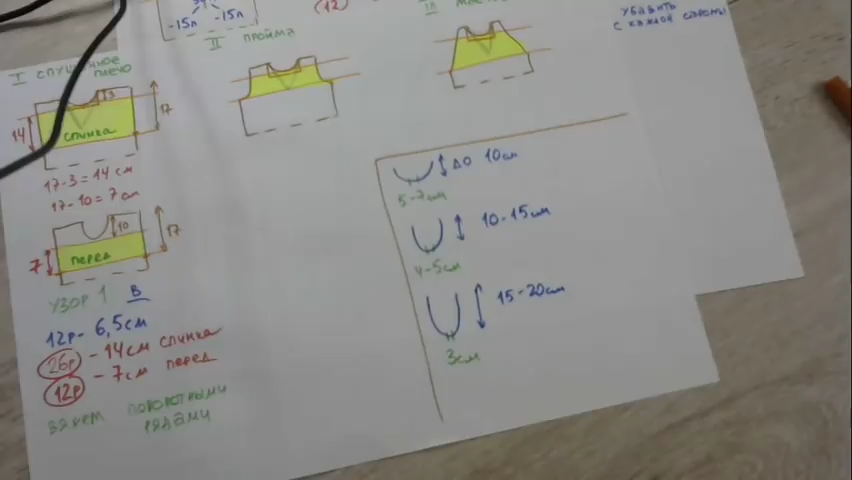 -15п -15п
(12)
убавить
с каждой стороны
I спущенное
плечо
II пройма
3
17
14
спинка
17-3=14 см
17-10=7 см
10
17
7
перед
узор 1 В
12р- 6,5см
26р - 14см спинка
12р - 7см перед
вяжем поворотными
рядами
до 10см
5-7см
10-15см
4-5см
15-20см
3см